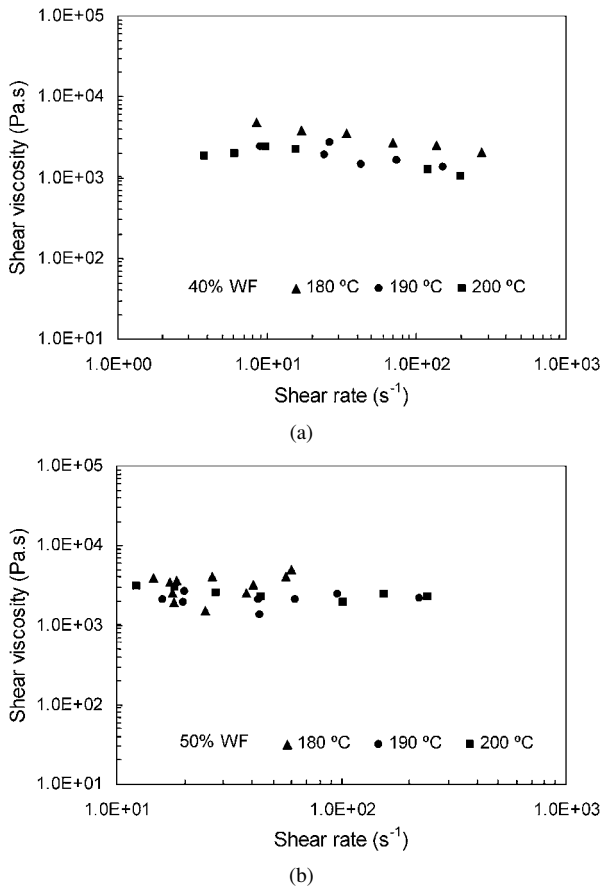 1.0E+05
1.0E+04
1.0E+03
1.0E+02
1.0E+01
Shear viscosity (Pa.s)
40% WF ▲ 180 ºC ● 190 ºC ■ 200 ºC
1.0E+00 1.0E+01 1.0E+02 1.0E+03
Shear rate (s⁻¹)
(a)
1.0E+05
1.0E+04
1.0E+03
1.0E+02
1.0E+01
Shear viscosity (Pa.s)
50% WF ▲ 180 ºC ● 190 ºC ■ 200 ºC
1.0E+01 1.0E+02 1.0E+03
Shear rate (s⁻¹)
(b)